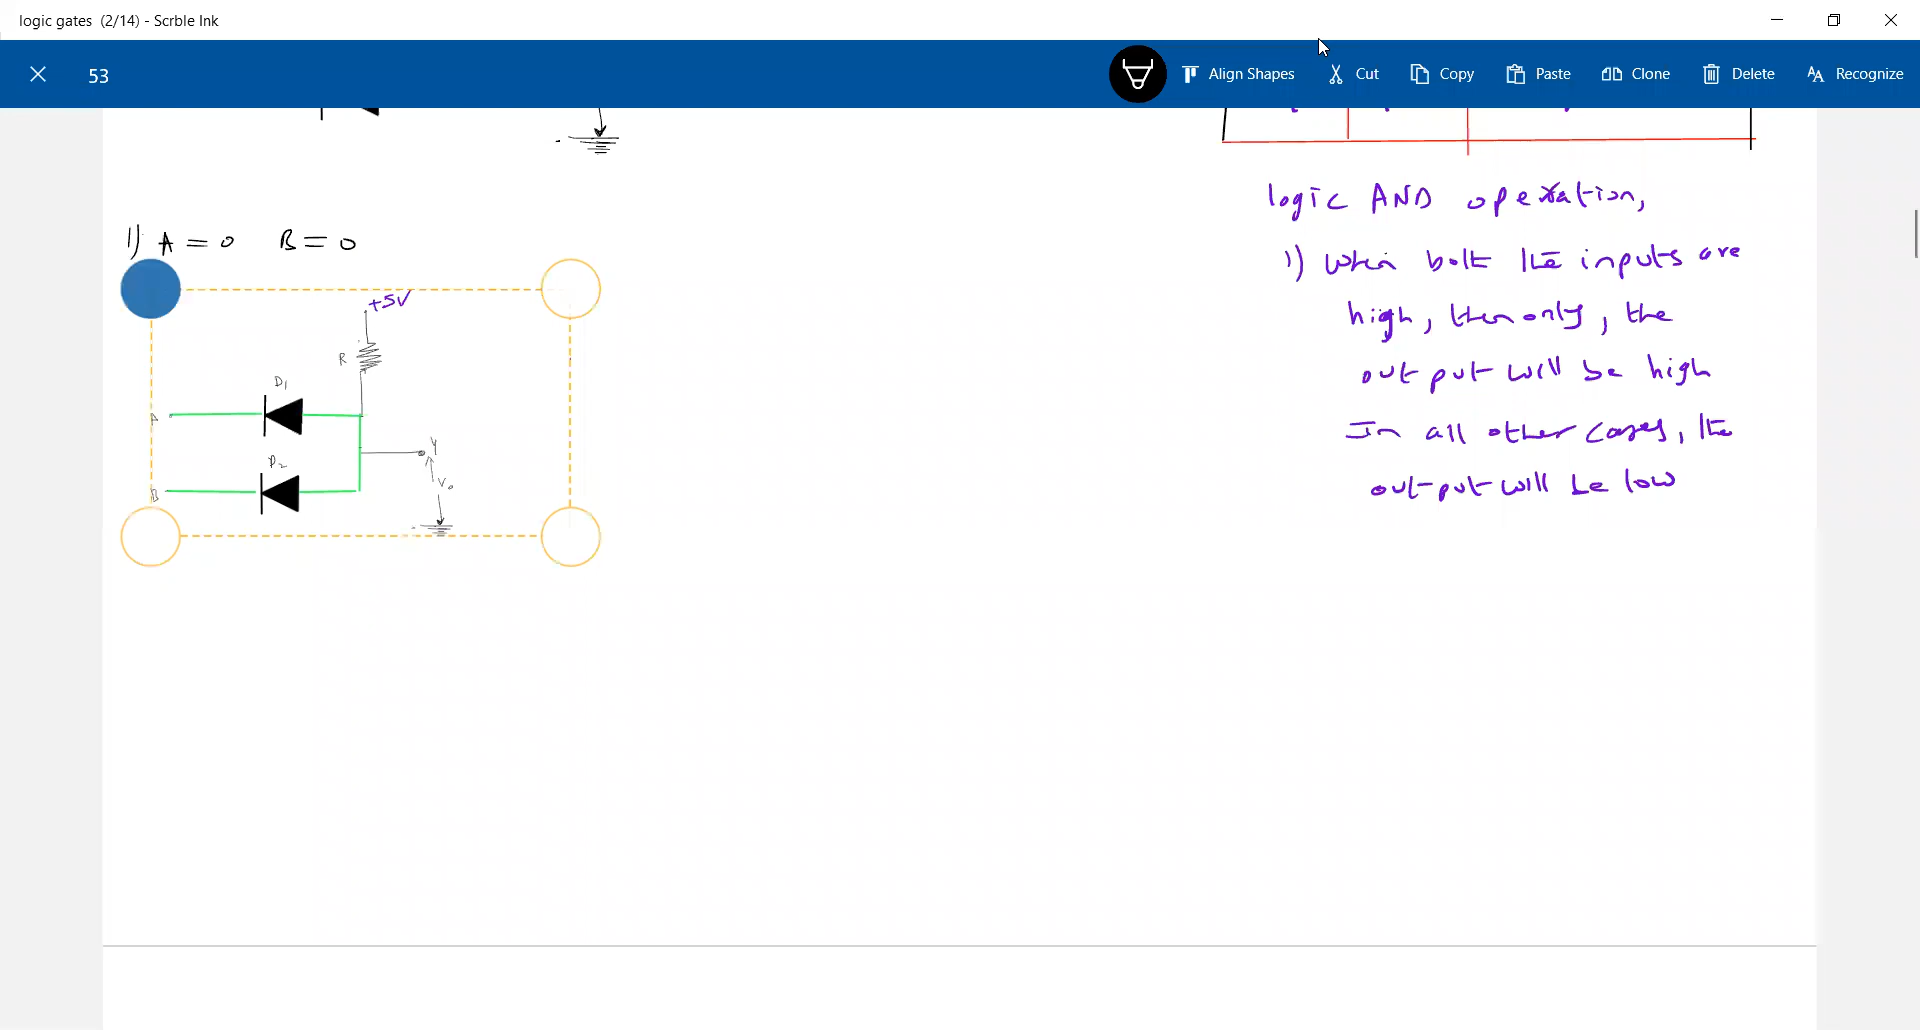 logic gates (2/14) - Scrble Ink
53
Align Shapes
Cut
Copy
Paste
Clone
Delete
Recognize
logic AND operation,
1) A = 0 B = 0
1) When both the inputs are
high, then only, the
output will be high
In all other cases, the
output will be low
+5V
R
D1
A
Y
D2
Vo
B